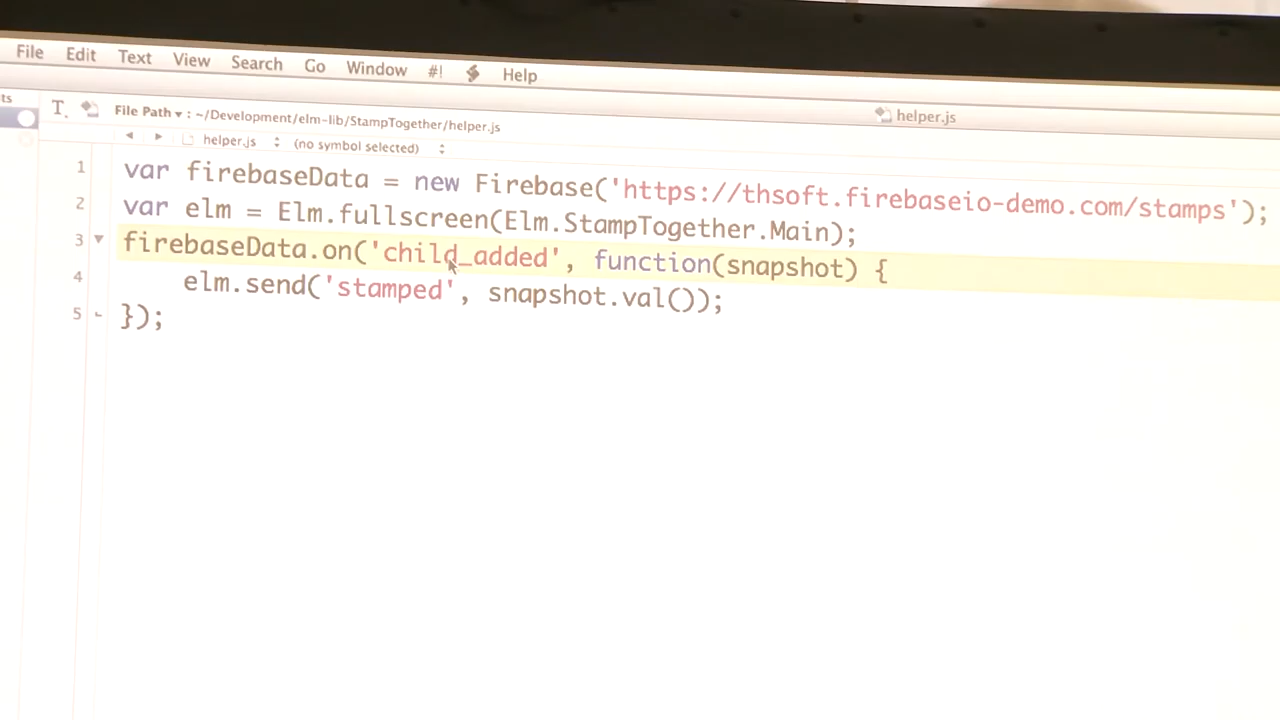 File Edit Text View Search Go Window #! Help
ts
File Path ▾ : ~/Development/elm-lib/StampTogether/helper.js
helper.js
helper.js (no symbol selected)
1 var firebaseData = new Firebase('https://thsoft.firebaseio-demo.com/stamps');
2 var elm = Elm.fullscreen(Elm.StampTogether.Main);
3 firebaseData.on('child_added', function(snapshot) {
4 elm.send('stamped', snapshot.val());
5 });